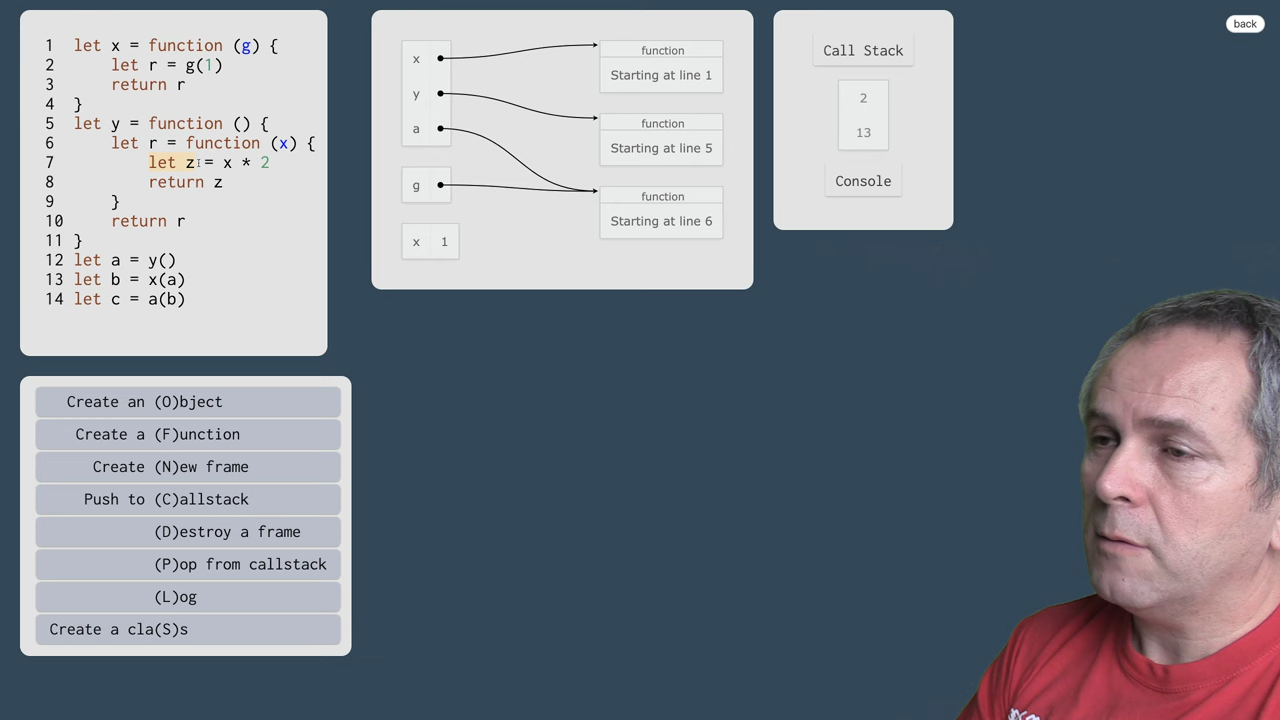 back
1 let x = function (g) {
2 let r = g(1)
3 return r
4 }
5 let y = function () {
6 let r = function (x) {
7 let z = x * 2
8 return z
9 }
10 return r
11 }
12 let a = y()
13 let b = x(a)
14 let c = a(b)
x
y
a
g
x 1
function
Starting at line 1
function
Starting at line 5
function
Starting at line 6
Call Stack
2
13
Console
Create an (O)bject
Create a (F)unction
Create (N)ew frame
Push to (C)allstack
(D)estroy a frame
(P)op from callstack
(L)og
Create a cla(S)s